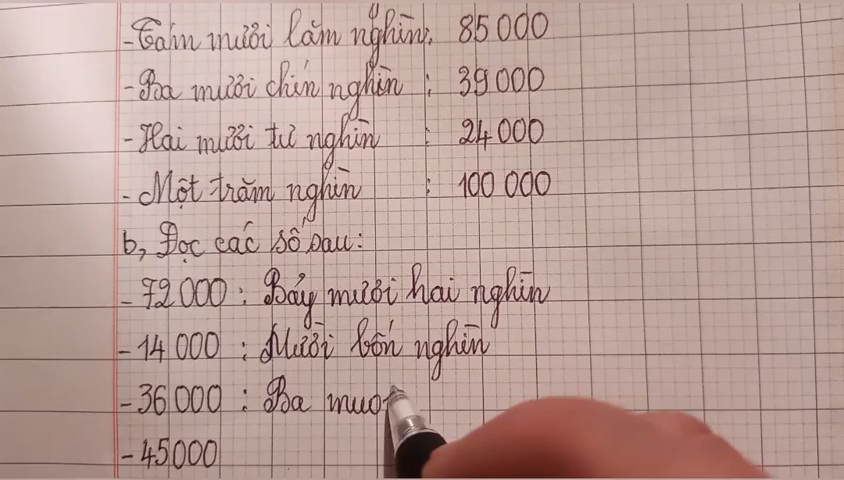 - Tám mươi lăm nghìn: 85 000
- Ba mươi chín nghìn : 39 000
- Hai mươi tư nghìn : 24 000
- Một trăm nghìn : 100 000
b, Đọc các số sau:
- 72 000 : Bảy mươi hai nghìn
- 14 000 : Mười bốn nghìn
- 36 000 : Ba muo
- 45 000